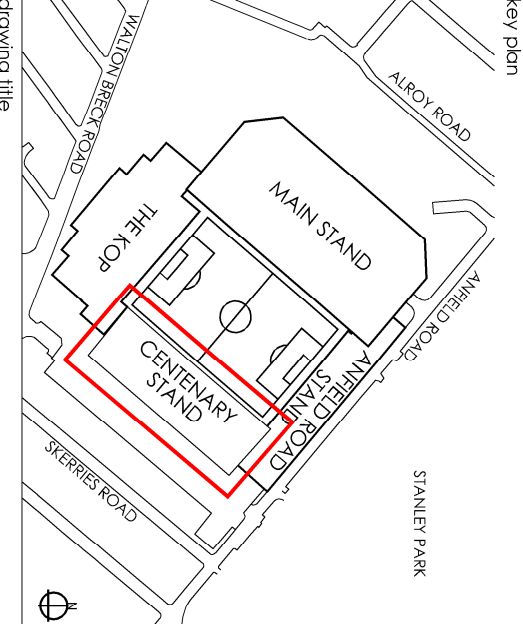 key plan
ALROY ROAD
WALTON BRECK ROAD
drawing title
MAIN STAND
THE KOP
ANFIELD ROAD
CENTENARY
STAND
ANFIELD ROAD
STAND
STANLEY PARK
SKERRIES ROAD
N